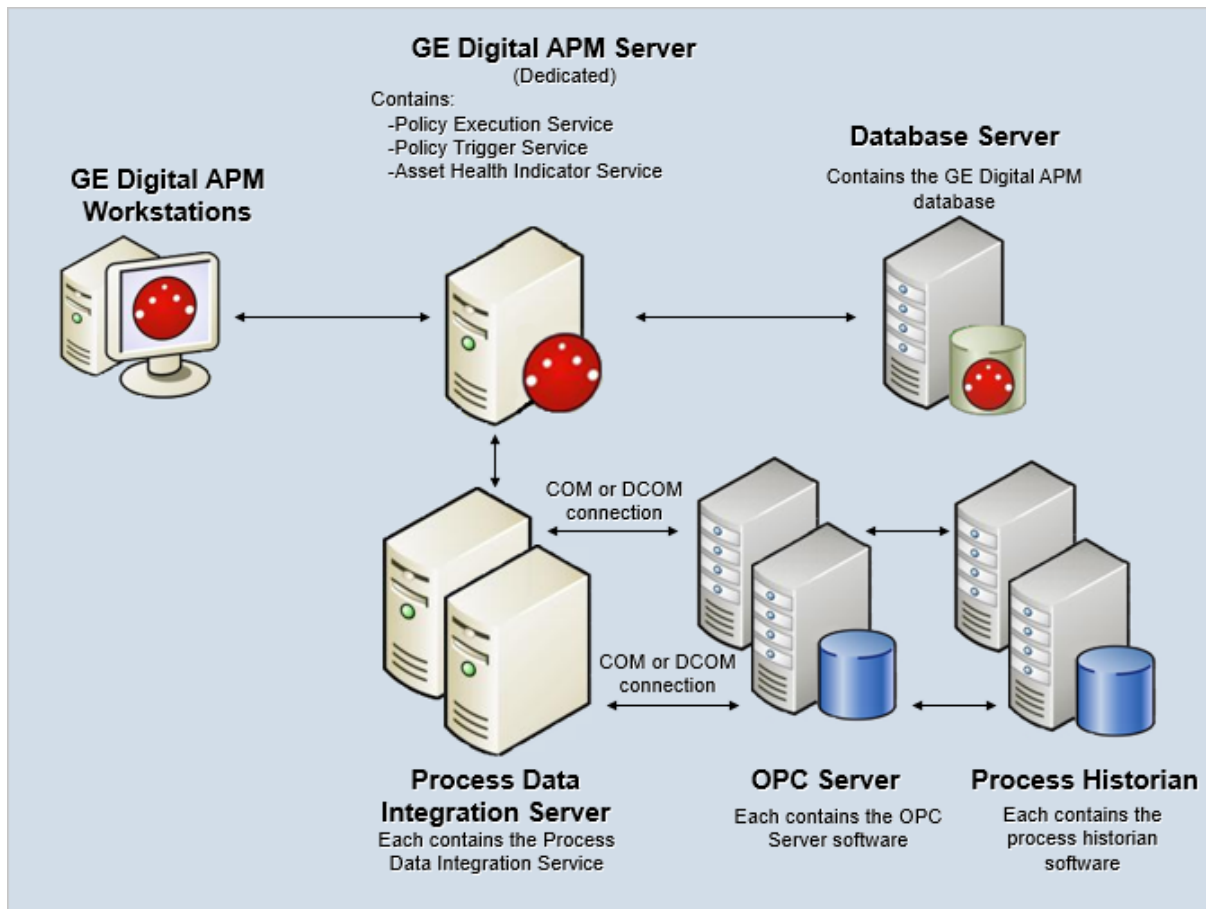 GE Digital APM Server
(Dedicated)
Contains:
-Policy Execution Service
-Policy Trigger Service
-Asset Health Indicator Service
Database Server
Contains the GE Digital APM
database
GE Digital APM
Workstations
COM or DCOM
connection
COM or DCOM
connection
Process Data
Integration Server
Each contains the Process
Data Integration Service
OPC Server
Each contains the OPC
Server software
Process Historian
Each contains the
process historian
software